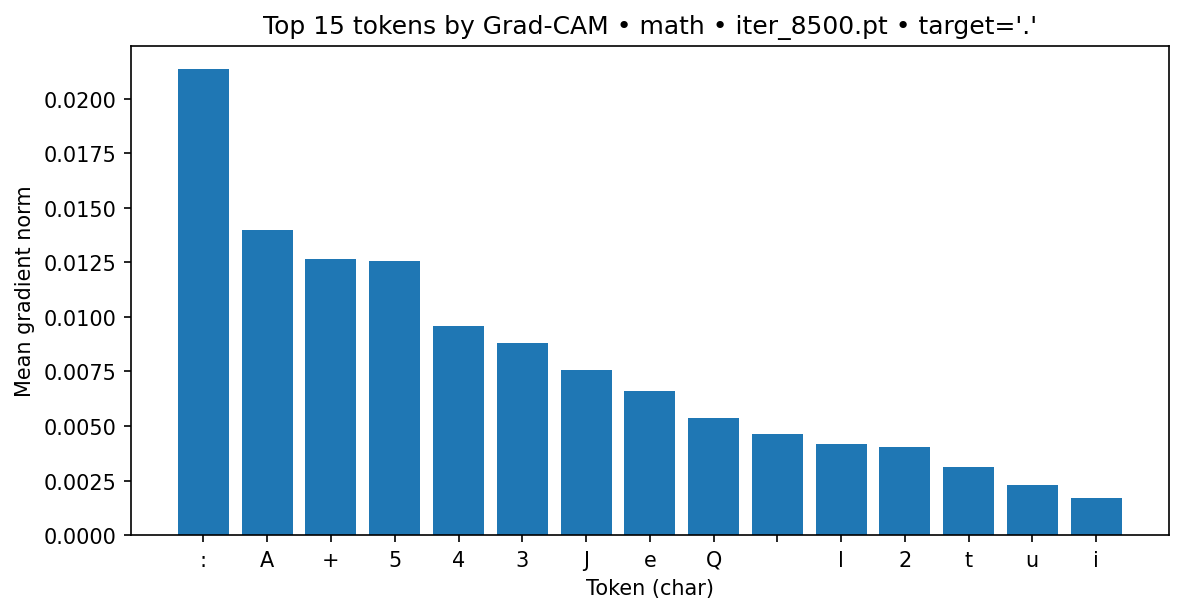 Top 15 tokens by Grad-CAM • math • iter_8500.pt • target='.'
Mean gradient norm
0.0200
0.0175
0.0150
0.0125
0.0100
0.0075
0.0050
0.0025
0.0000
: A + 5 4 3 J e Q I 2 t u i
Token (char)